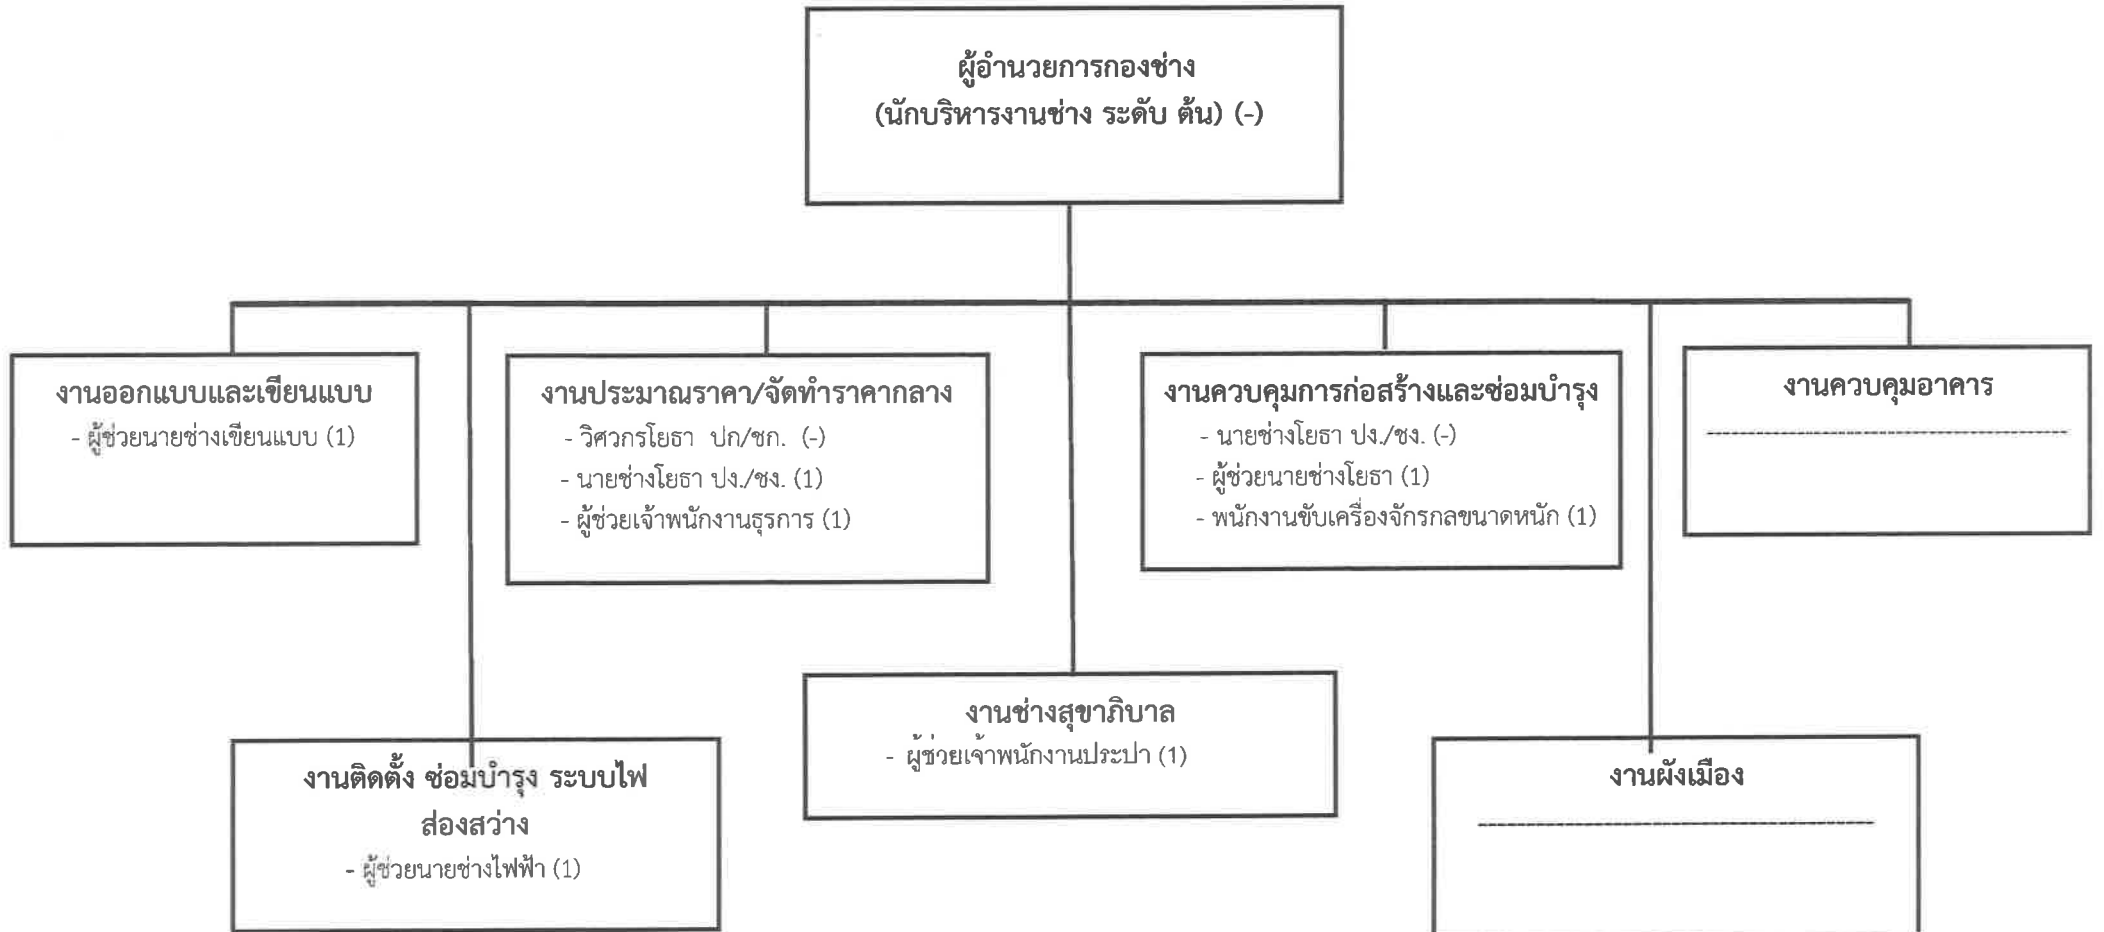 ผู้อำนวยการกองช่าง
(นักบริหารงานช่าง ระดับ ต้น) (-)
งานออกแบบและเขียนแบบ
- ผู้ช่วยนายช่างเขียนแบบ (1)
งานประมาณราคา/จัดทำราคากลาง
- วิศวกรโยธา ปก/ชก. (-)
- นายช่างโยธา ปง./ชง. (1)
- ผู้ช่วยเจ้าพนักงานธุรการ (1)
งานควบคุมการก่อสร้างและซ่อมบำรุง
- นายช่างโยธา ปง./ชง. (-)
- ผู้ช่วยนายช่างโยธา (1)
- พนักงานขับเครื่องจักรกลขนาดหนัก (1)
งานควบคุมอาคาร
งานติดตั้ง ซ่อมบำรุง ระบบไฟ
ส่องสว่าง
- ผู้ช่วยนายช่างไฟฟ้า (1)
งานช่างสุขาภิบาล
- ผู้ช่วยเจ้าพนักงานประปา (1)
งานผังเมือง